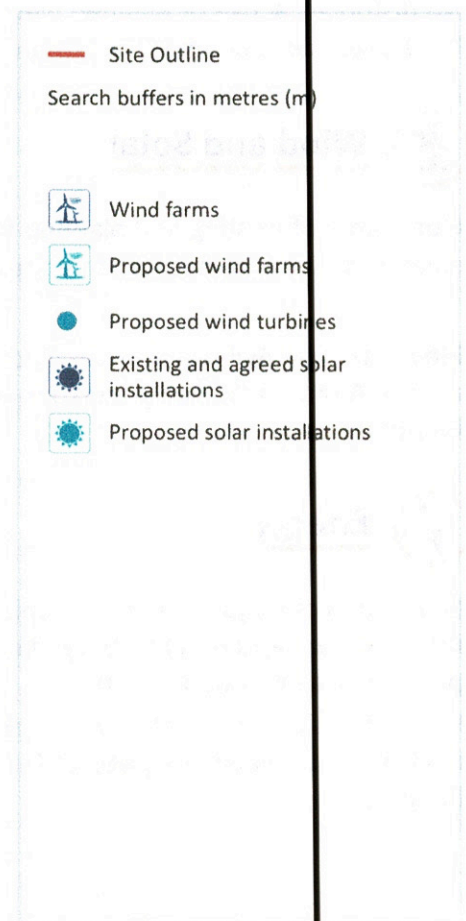 Site Outline
Search buffers in metres (m)
Wind farms
Proposed wind farms
Proposed wind turbines
Existing and agreed solar
installations
Proposed solar installations